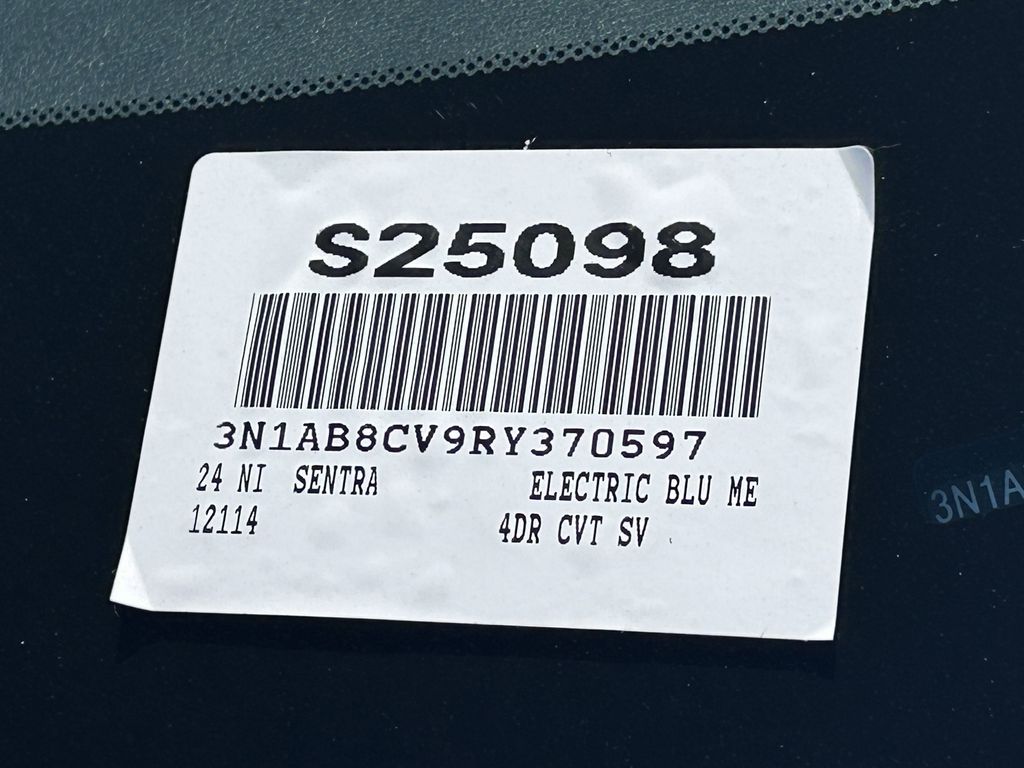 S25098
3N1AB8CV9RY370597
24 NI SENTRA ELECTRIC BLU ME
12114 4DR CVT SV
3N1A